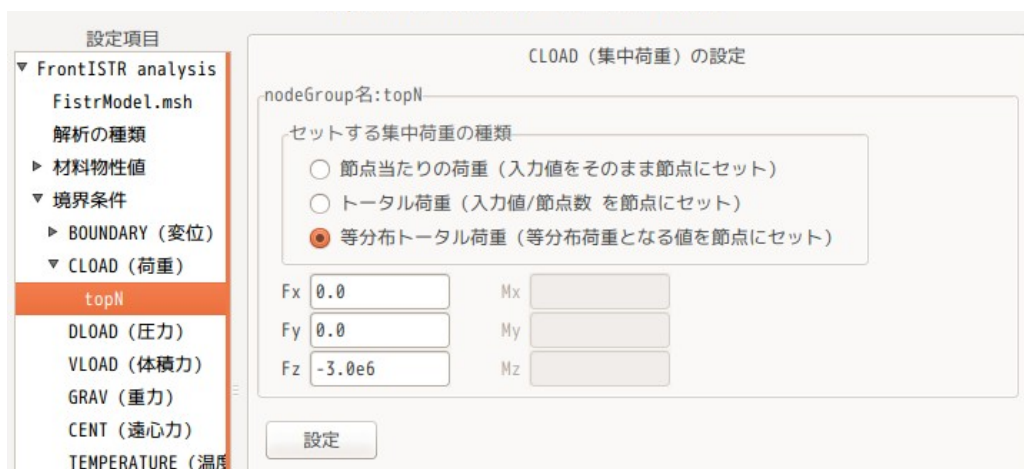 設定項目
FrontISTR analysis
FistrModel.msh
解析の種類
材料物性値
境界条件
BOUNDARY (変位)
CLOAD (荷重)
topN
DLOAD (圧力)
VLOAD (体積力)
GRAV (重力)
CENT (遠心力)
TEMPERATURE (温度
CLOAD (集中荷重) の設定
nodeGroup名:topN
セットする集中荷重の種類
節点当たりの荷重 (入力値をそのまま節点にセット)
トータル荷重 (入力値/節点数 を節点にセット)
等分布トータル荷重 (等分布荷重となる値を節点にセット)
Fx 0.0 Mx
Fy 0.0 My
Fz -3.0e6 Mz
設定